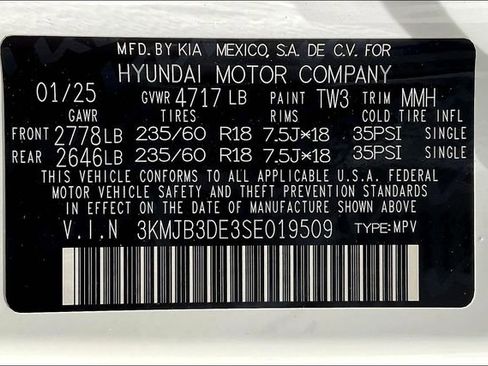 MFD. BY KIA MEXICO, S.A. DE C.V. FOR
HYUNDAI MOTOR COMPANY
01/25 GVWR 4717 LB PAINT TW3 TRIM MMH
GAWR TIRES RIMS COLD TIRE INFL
FRONT 2778LB 235/60 R18 7.5J×18 35PSI SINGLE
REAR 2646LB 235/60 R18 7.5J×18 35PSI SINGLE
THIS VEHICLE CONFORMS TO ALL APPLICABLE U.S.A. FEDERAL
MOTOR VEHICLE SAFETY AND THEFT PREVENTION STANDARDS
IN EFFECT ON THE DATE OF MANUFACTURE SHOWN ABOVE.
V.I.N 3KMJB3DE3SE019509 TYPE: MPV